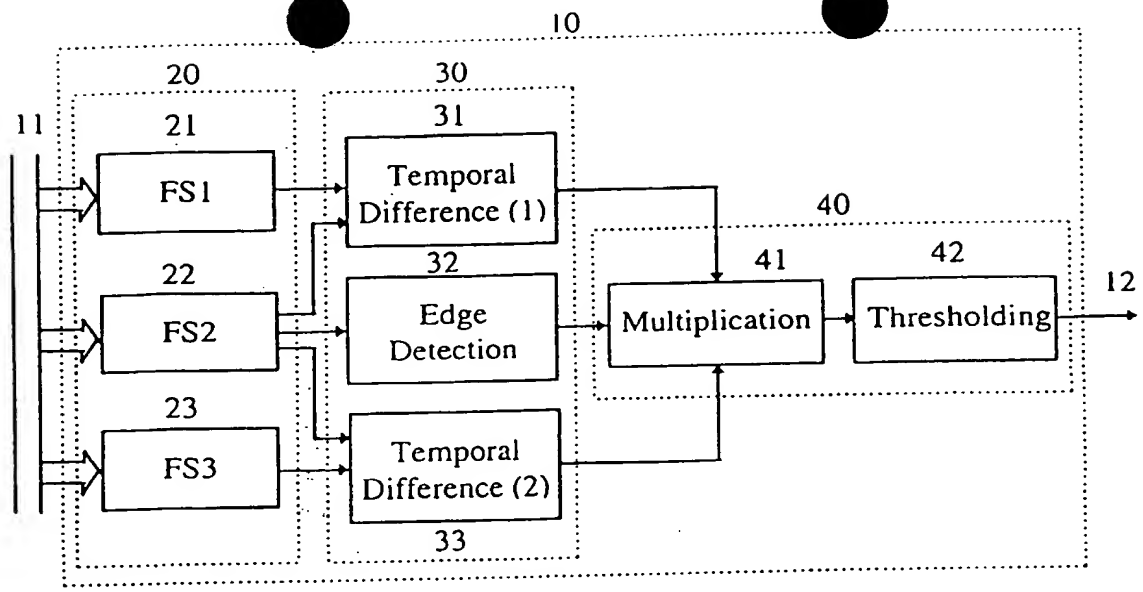 10
20
30
11
21
31
FS1
Temporal
Difference (1)
40
22
32
41
42
12
FS2
Edge
Detection
Multiplication
Thresholding
23
FS3
Temporal
Difference (2)
33